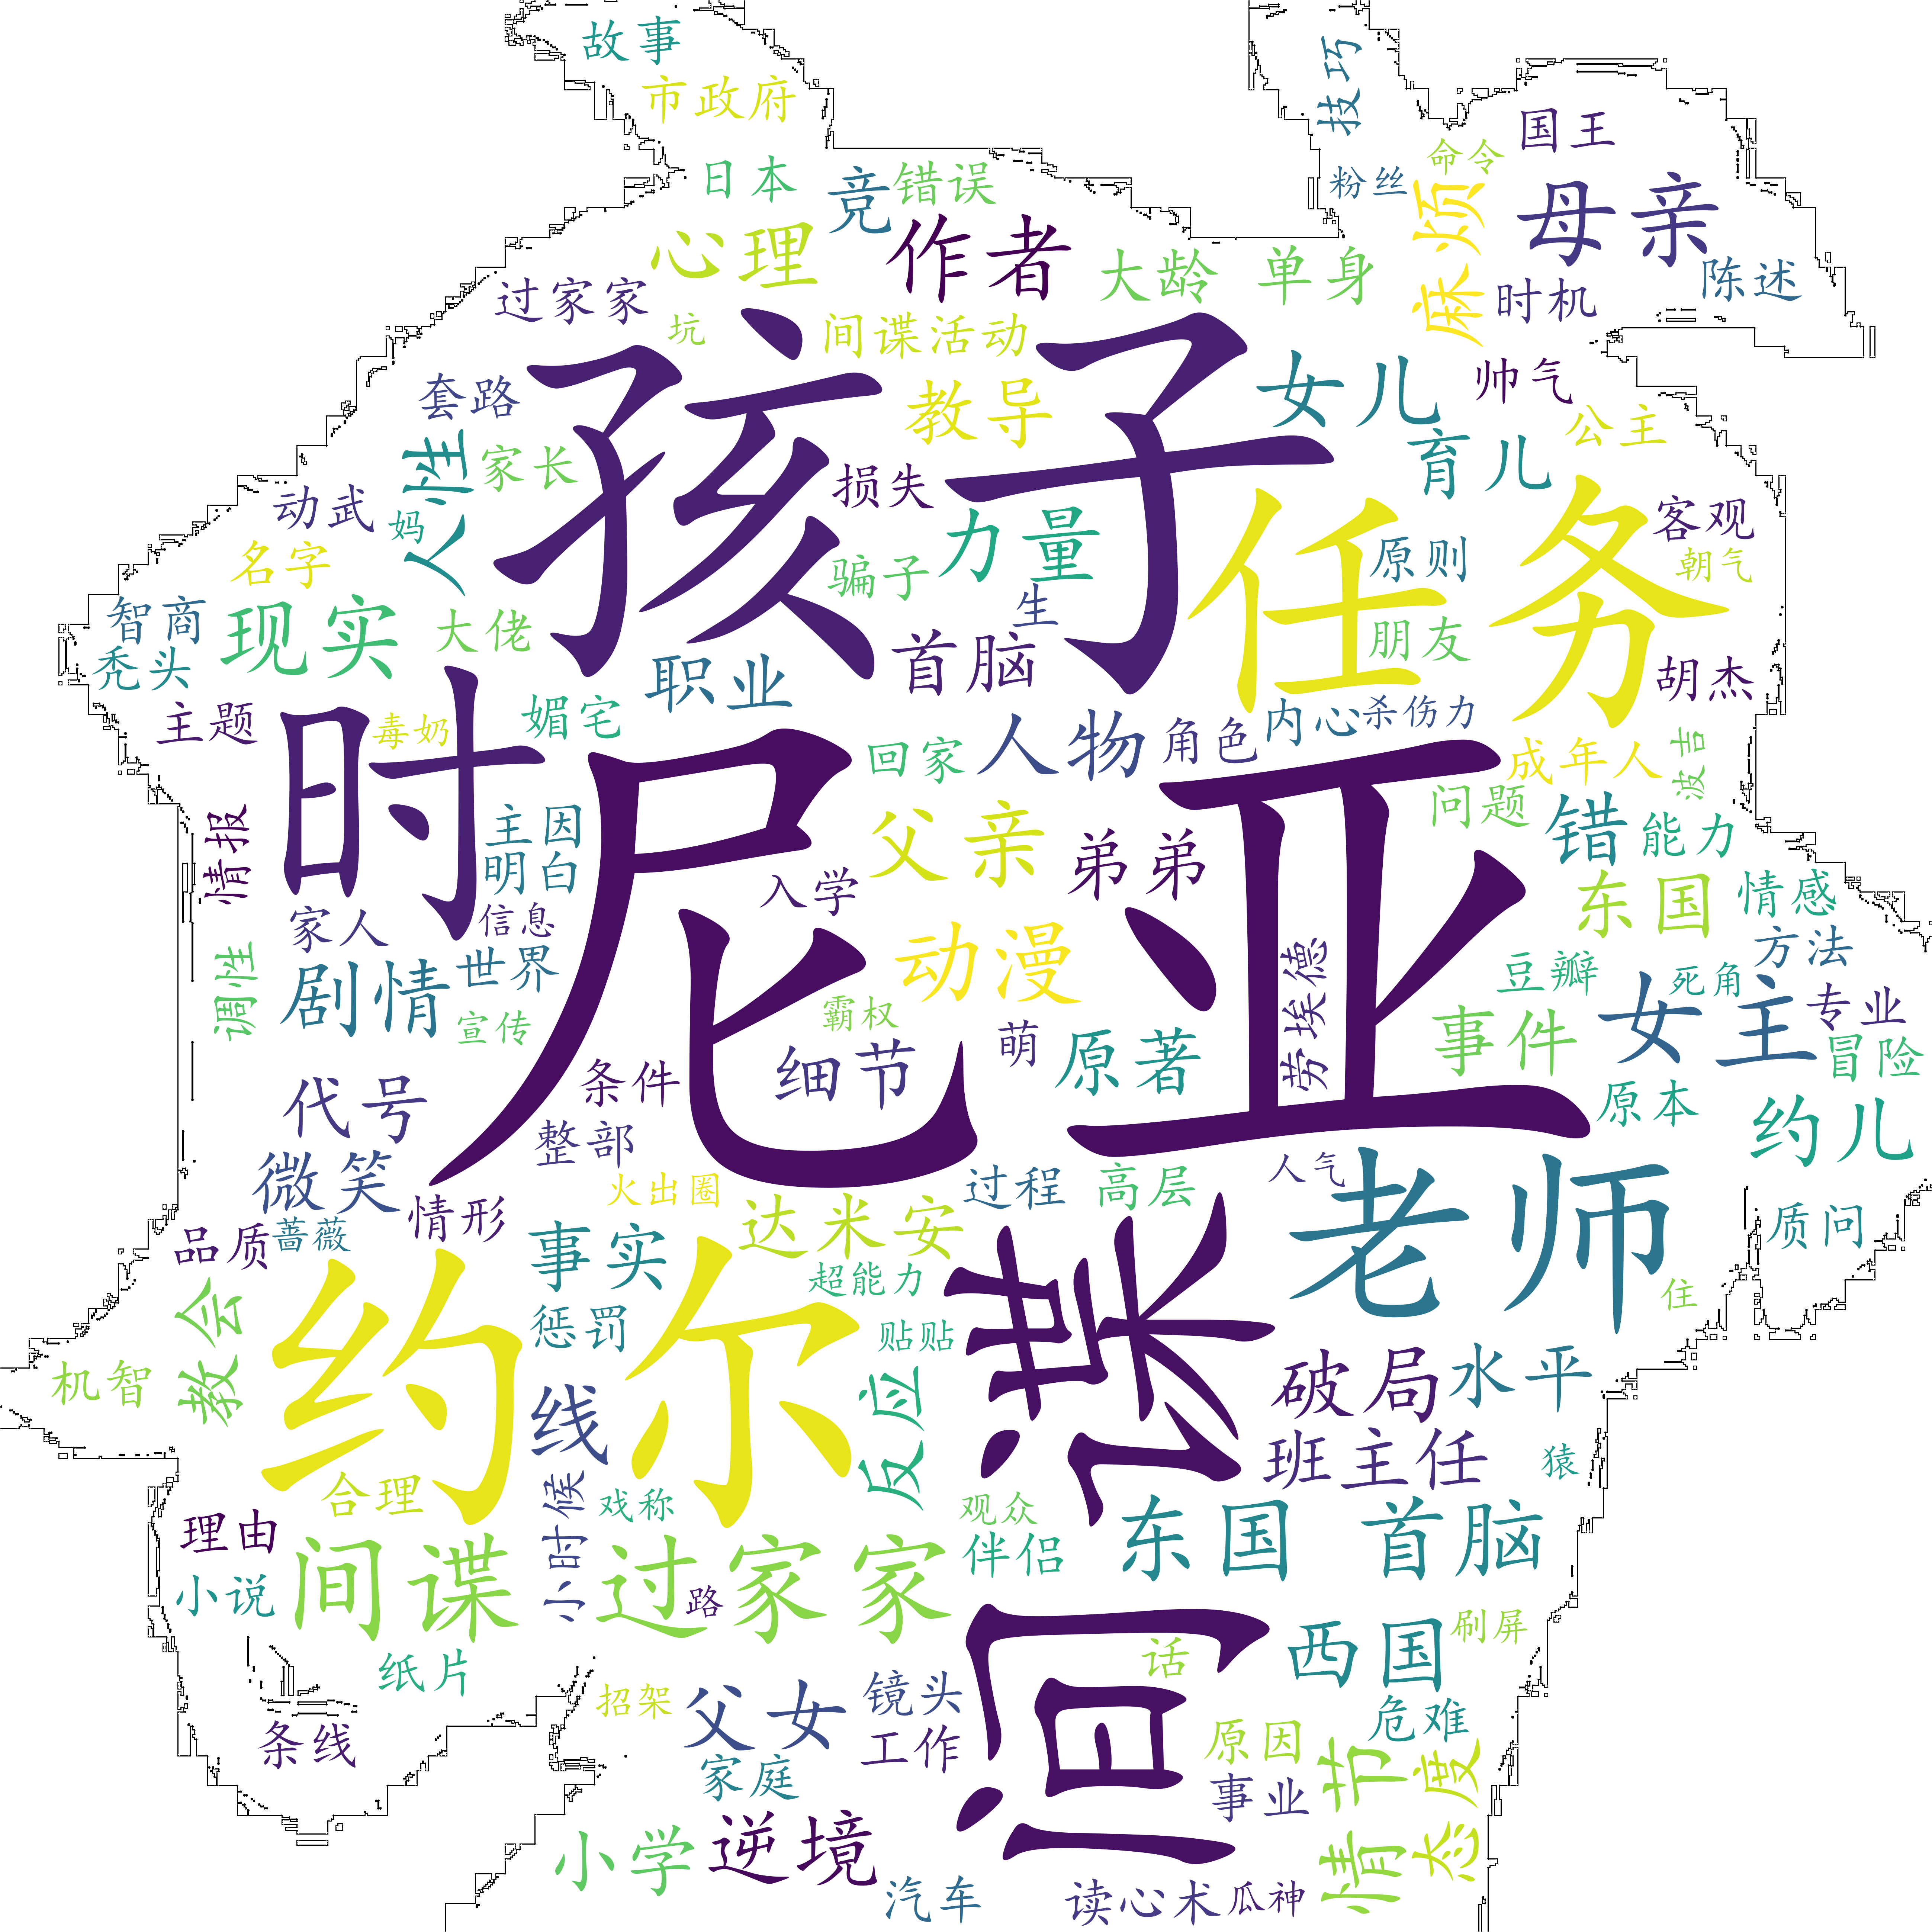 故事
技巧
市政府
国王
命令
日本
竞
错误
粉丝
麻烦
母亲
心理
作者
大龄 单身
陈述
过家家
时机
坑
间谍活动
孩子
女儿
帅气
套路
教导
公主
人性
家长
损失
育儿
任务
动武
妈
力量
客观
名字
骗子
原则
朝气
智商
现实
大佬
生
秃头
首脑
朋友
职业
胡杰
时
主题
毒奶
媚宅
尼亚
回家
人物
角色
内心
杀伤力
成年人
波吉
情报
主因
父亲
弟弟
问题
错
能力
明白
入学
东国
情感
家人
信息
动漫
劳埃德
豆瓣
死角
方法
调性
剧情
世界
宣传
霸权
萌
原著
事件
女主
专业
细节
冒险
代号
条件
原本
约儿
整部
微笑
火出圈
过程
高层
人气
老师
品质
蔷薇
情形
事实
达米安
质问
教会
约尔
惩罚
超能力
贴贴
住
机智
线
反应
破局
水平
班主任
猿
合理
小时候
戏称
观众
理由
间谍
过家家
伴侣
东国 首脑
小说
路
话
西国
刷屏
纸片
招架
父女
镜头
危难
条线
工作
原因
家庭
事业
情节
态度
小学
逆境
汽车
读心术
瓜神